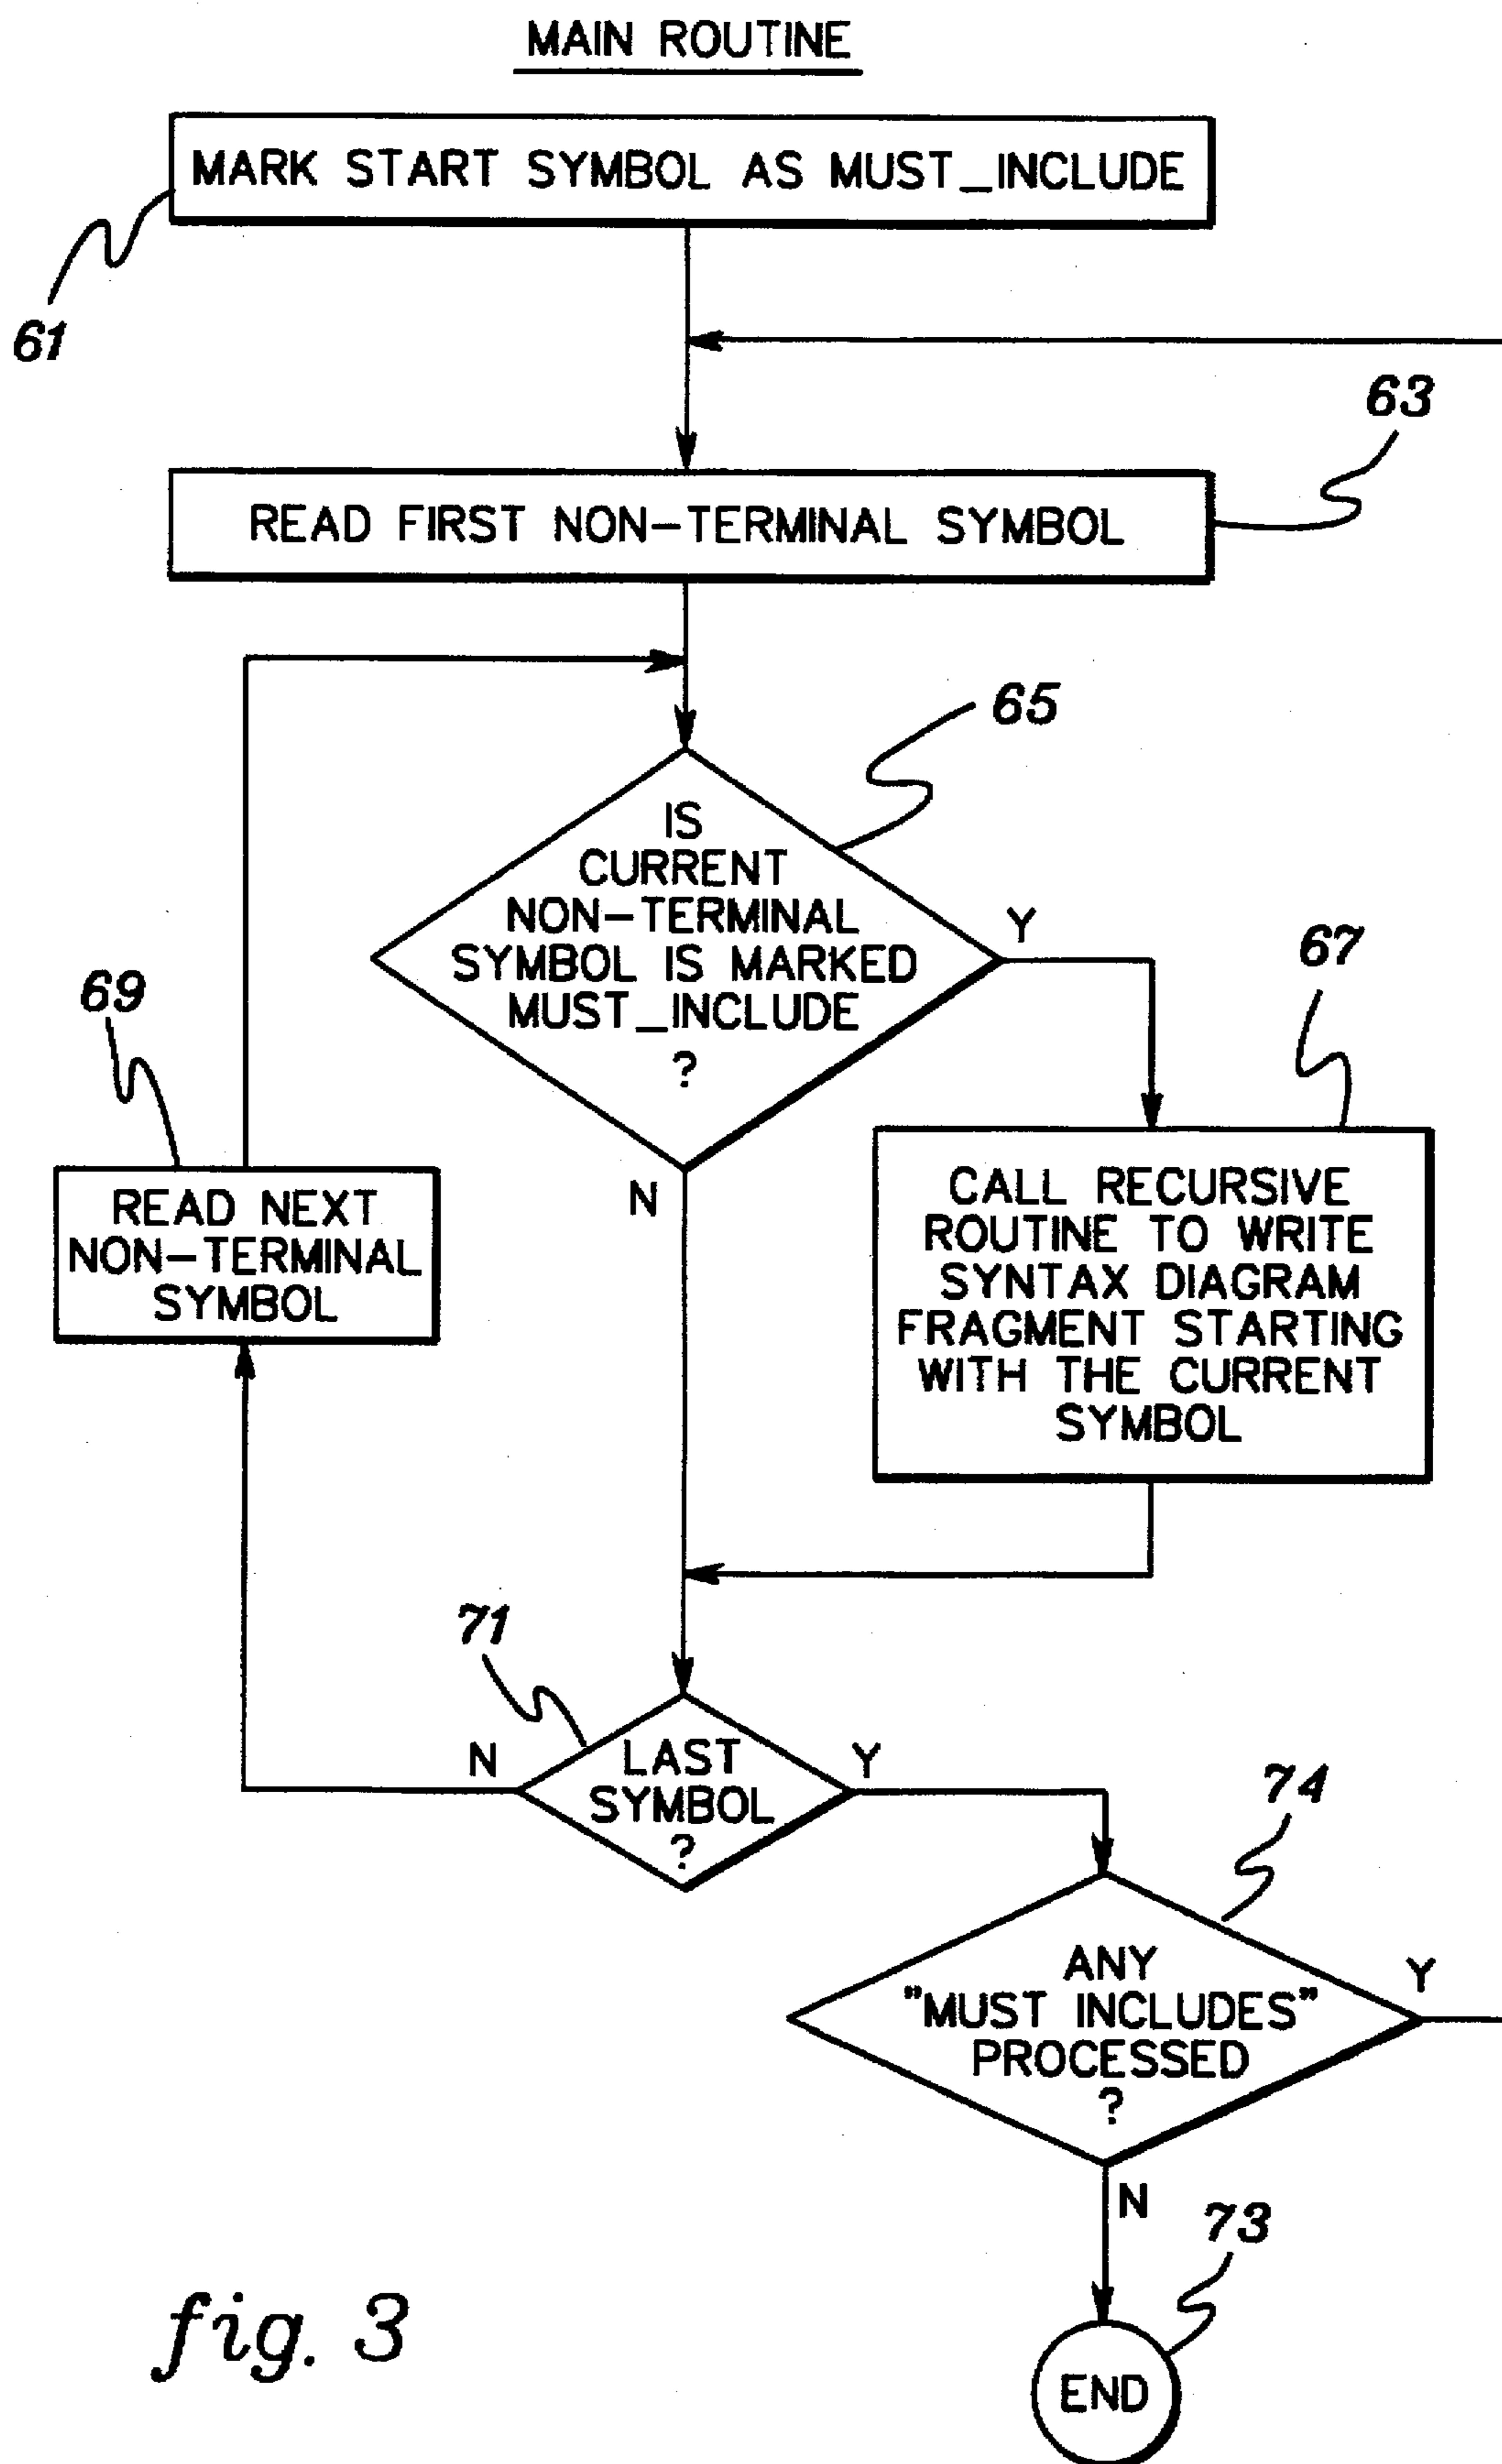 MAIN ROUTINE
MARK START SYMBOL AS MUST_INCLUDE
61
63
READ FIRST NON-TERMINAL SYMBOL
65
IS
CURRENT
NON-TERMINAL
SYMBOL IS MARKED
MUST_INCLUDE
?
Y
N
67
69
READ NEXT
NON-TERMINAL
SYMBOL
CALL RECURSIVE
ROUTINE TO WRITE
SYNTAX DIAGRAM
FRAGMENT STARTING
WITH THE CURRENT
SYMBOL
71
N
LAST
SYMBOL
?
Y
74
ANY
"MUST INCLUDES"
PROCESSED
?
Y
N
73
END
fig. 3